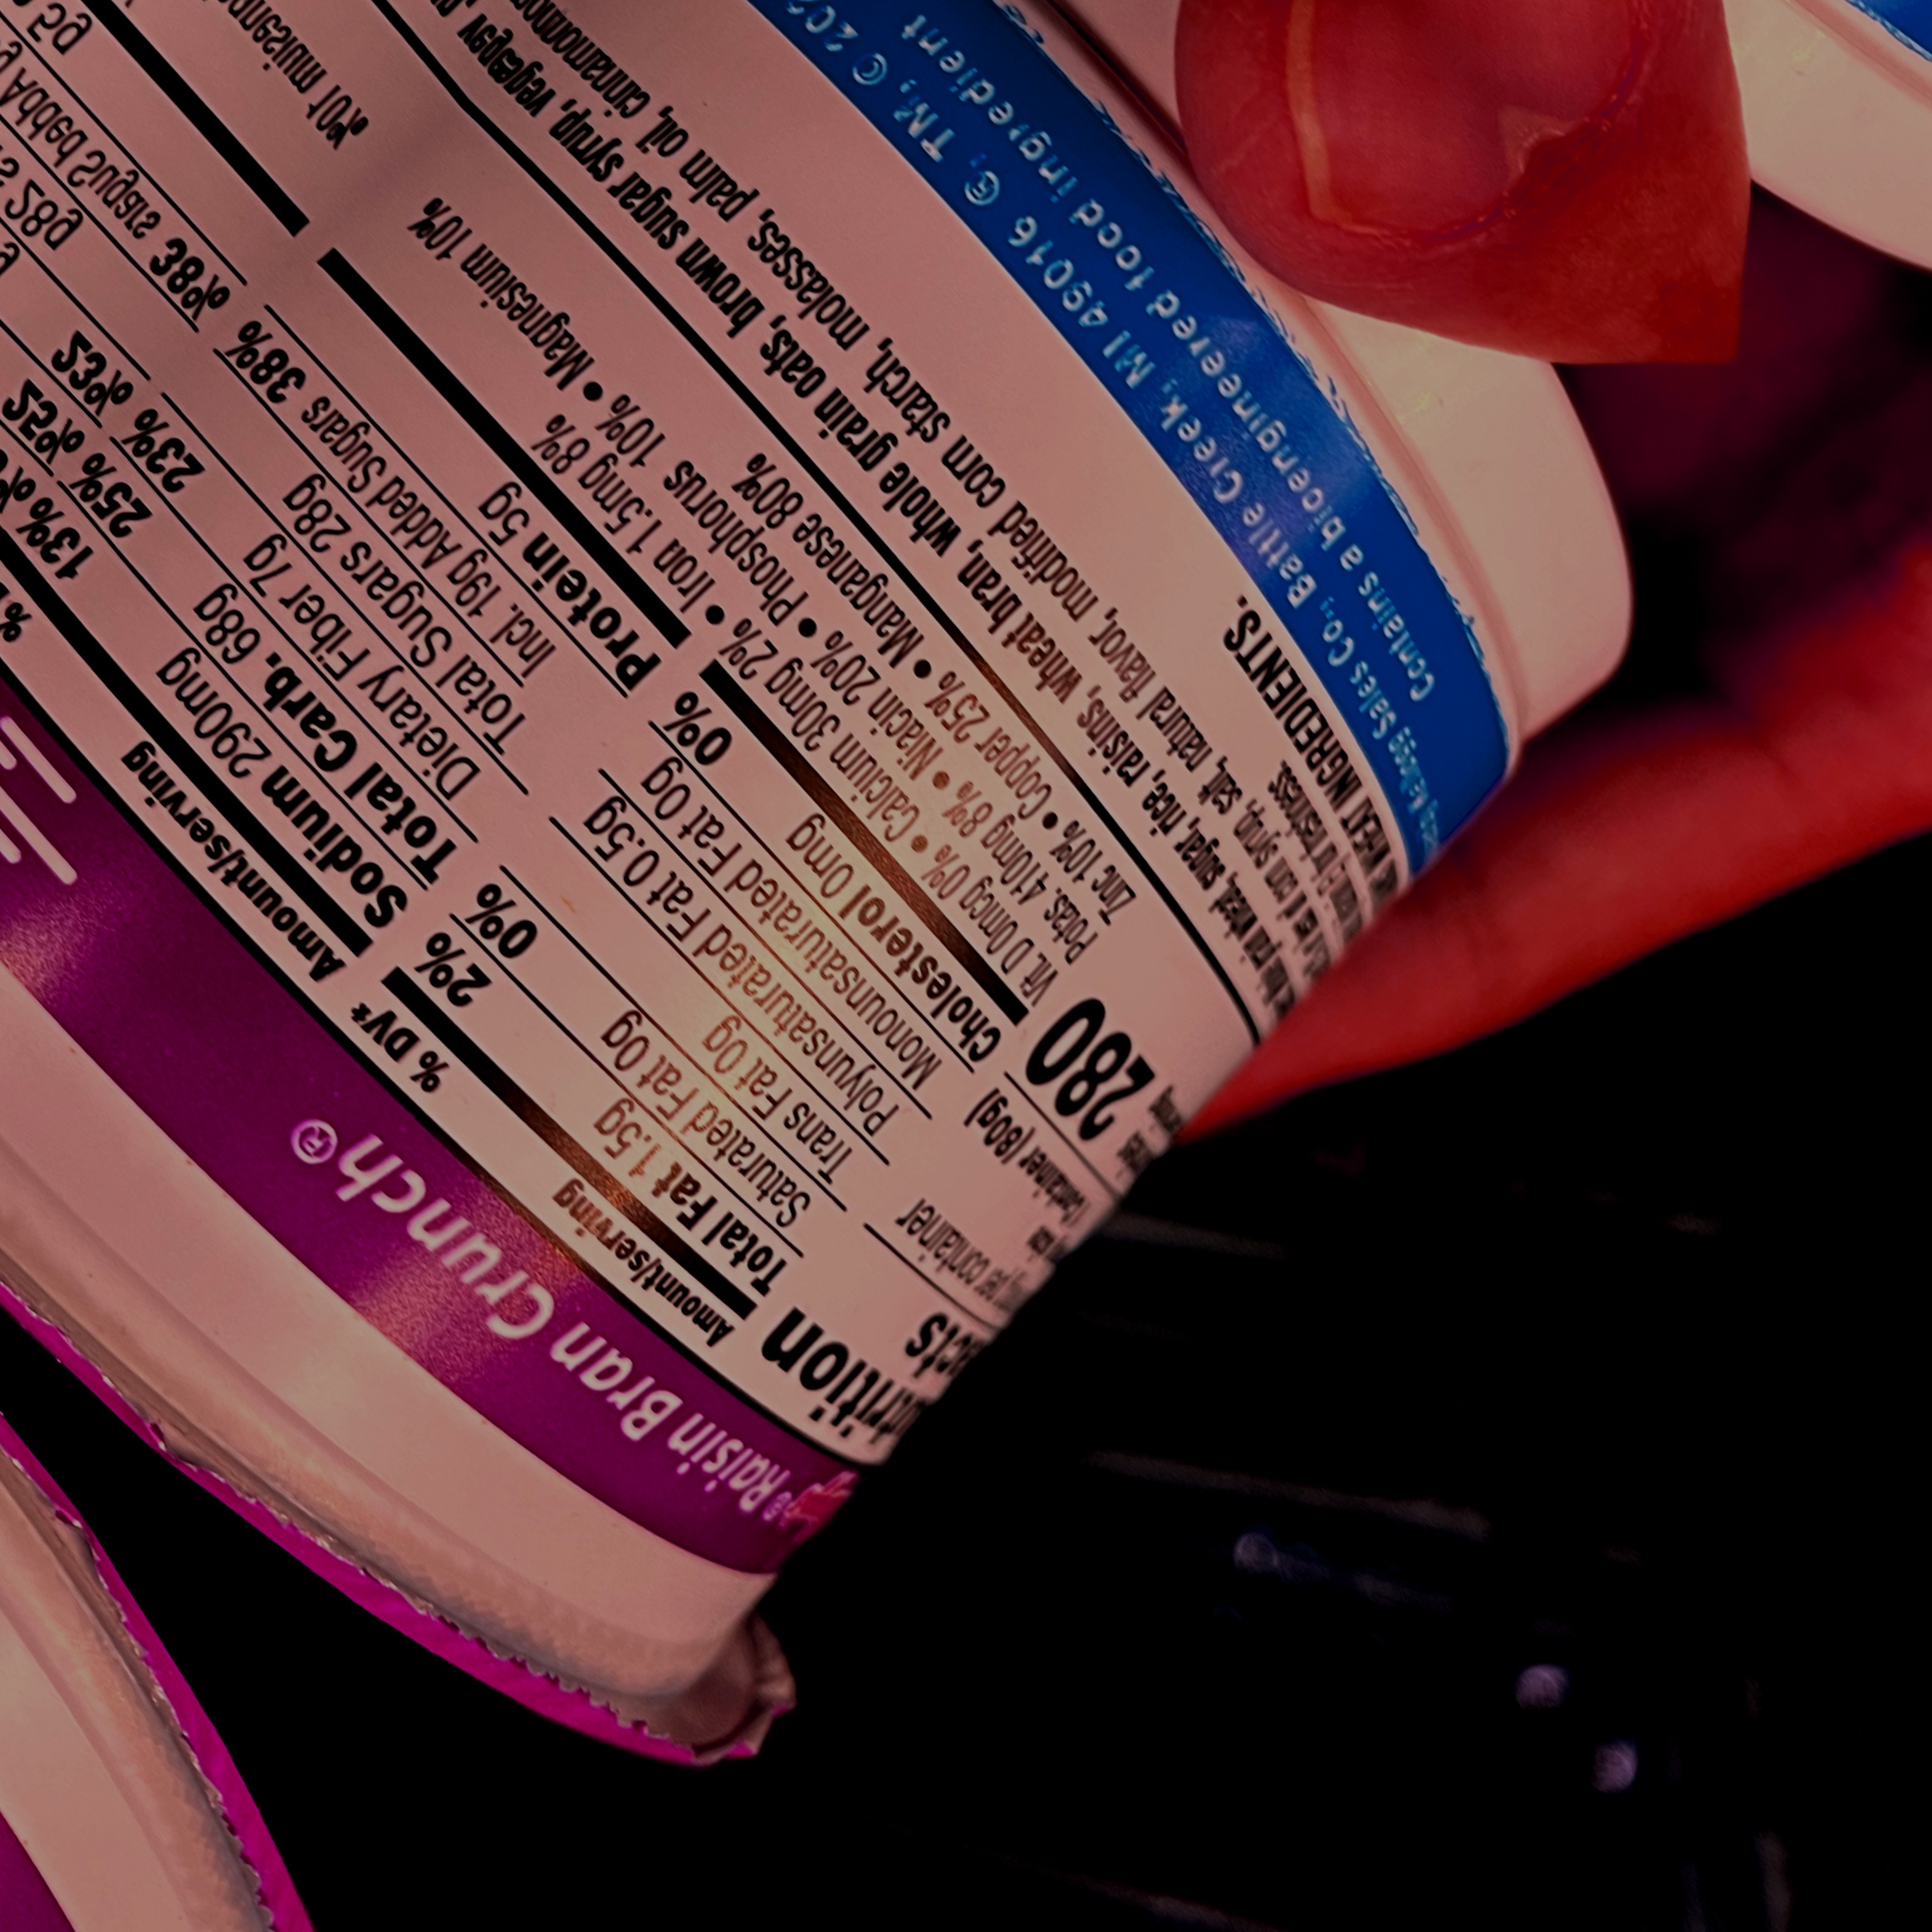 Raisin Bran Crunch®
Nutrition
Amount/serving
% DV*
Total Fat 1.5g 2%
Saturated Fat 0g 0%
Trans Fat 0g
Polyunsaturated Fat 0.5g
Monounsaturated Fat 0g
Cholesterol 0mg 0%
Amount/serving
Sodium 290mg 13%
Total Carb. 68g 25%
Dietary Fiber 7g 23%
Total Sugars 28g
Incl. 19g Added Sugars 38%
Protein 5g
per container
1 Container (80g)
280
Vit. D 0mcg 0% • Calcium 30mg 2% • Iron 1.5mg 8%
Potas. 410mg 8% • Niacin 20% • Phosphorus 10% • Magnesium 10%
Zinc 10% • Copper 25% • Manganese 80%
wheat, sugar, rice, raisins, wheat bran, whole grain oats, brown sugar syrup,
corn syrup, salt, natural flavor, modified corn starch, molasses, palm oil,
freshness.
WHEAT INGREDIENTS.
Kellogg Sales Co., Battle Creek, MI 49016 ®, TM, ©
Contains a bioengineered food ingredient